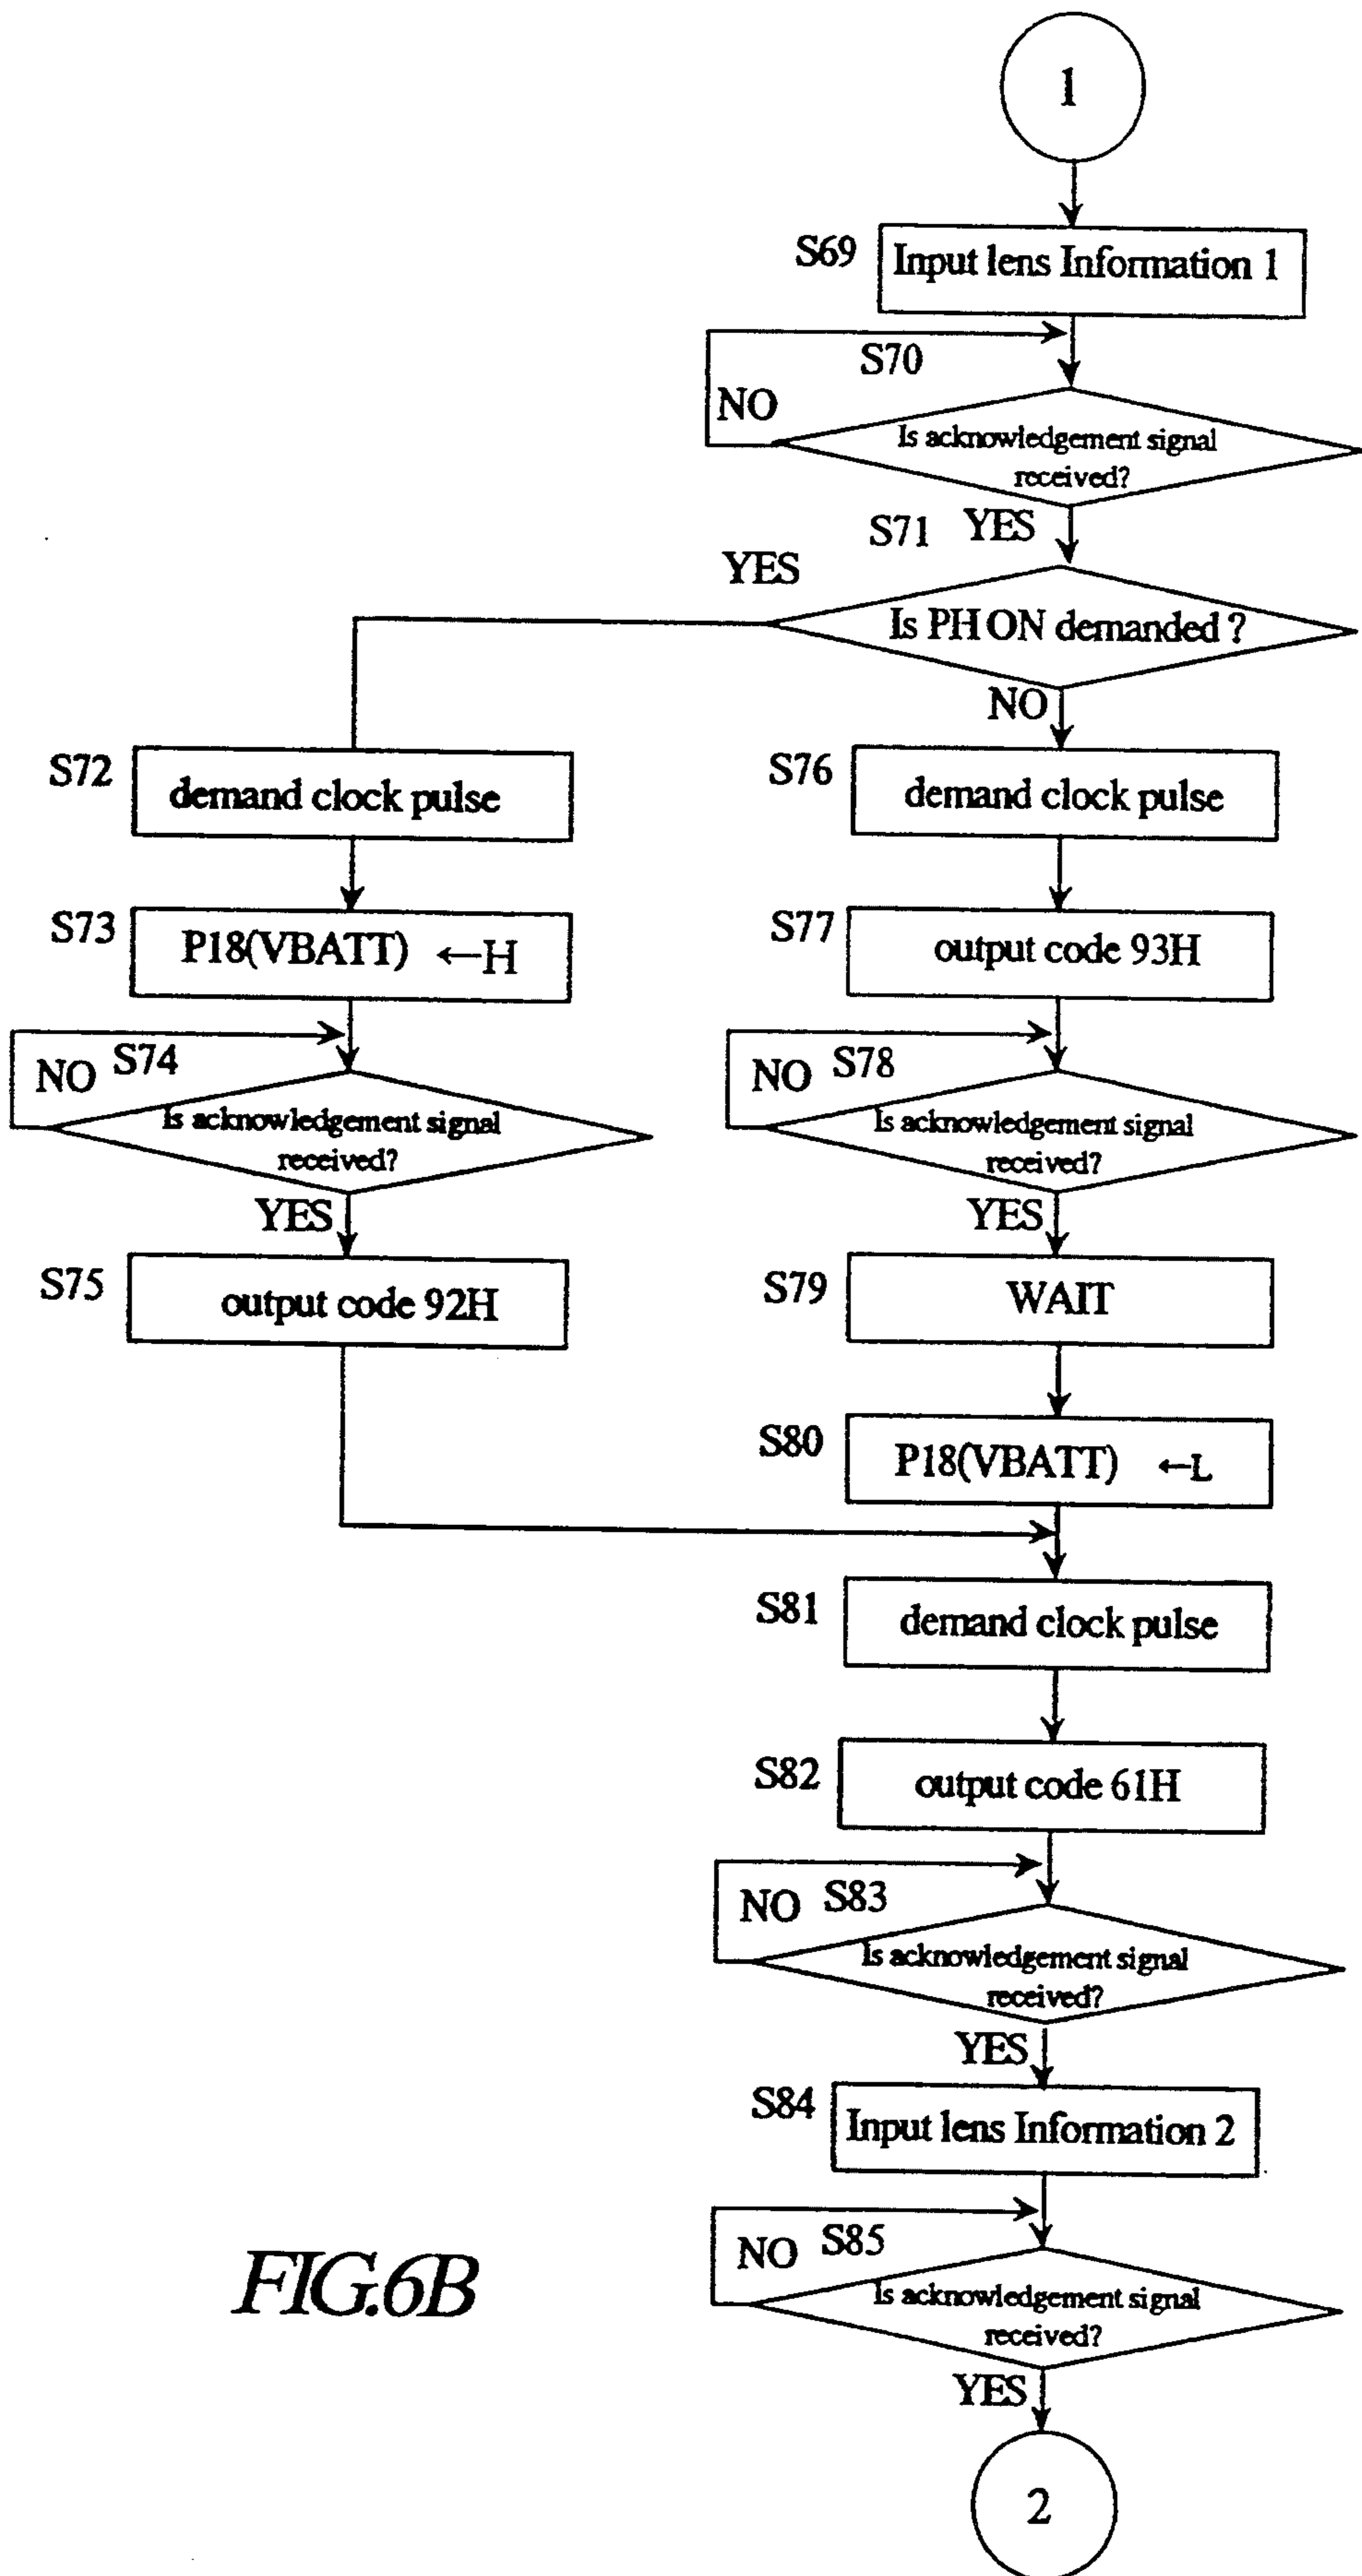 1
S69
Input lens Information 1
S70
NO
Is acknowledgement signal
received?
S71
YES
YES
Is PH ON demanded ?
NO
S72
demand clock pulse
S76
demand clock pulse
S73
P18(VBATT) ←H
S77
output code 93H
NO
S74
Is acknowledgement signal
received?
YES
NO
S78
Is acknowledgement signal
received?
YES
S75
output code 92H
S79
WAIT
S80
P18(VBATT) ←L
S81
demand clock pulse
S82
output code 61H
NO
S83
Is acknowledgement signal
received?
YES
S84
Input lens Information 2
NO
S85
Is acknowledgement signal
received?
YES
FIG.6B
2